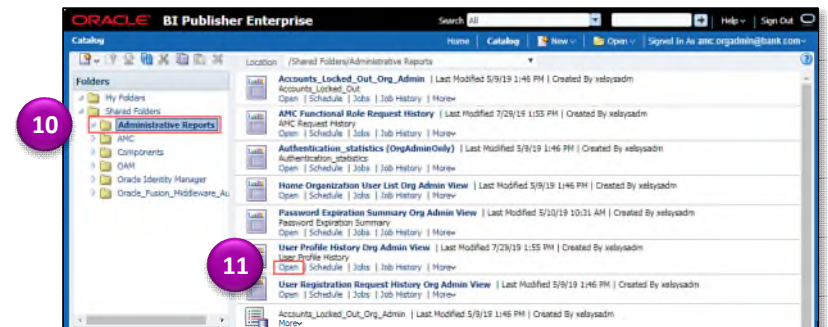 ORACLE BI Publisher Enterprise Search All Help Sign Out
Catalog Home Catalog New Open Signed In As amc.orgadmin@bank.com
Location /Shared Folders/Administrative Reports
Folders
My Folders
Shared Folders
10
Administrative Reports
AMC
Components
OAM
Oracle Identity Manager
Oracle_Fusion_Middleware_Au
Accounts_Locked_Out_Org_Admin | Last Modified 5/9/19 1:46 PM | Created By xelsysadm
Accounts_Locked_Out
Open | Schedule | Jobs | Job History | More
AMC Functional Role Request History | Last Modified 7/29/19 1:55 PM | Created By xelsysadm
AMC Request History
Open | Schedule | Jobs | Job History | More
Authentication_statistics (OrgAdminOnly) | Last Modified 5/9/19 1:46 PM | Created By xelsysadm
Authentication_statistics
Open | Schedule | Jobs | Job History | More
Home Organization User List Org Admin View | Last Modified 5/9/19 1:46 PM | Created By xelsysadm
Open | Schedule | Jobs | Job History | More
Password Expiration Summary Org Admin View | Last Modified 5/10/19 10:31 AM | Created By xelsysadm
Password Expiration Summary
Open | Schedule | Jobs | Job History | More
User Profile History Org Admin View | Last Modified 7/29/19 1:55 PM | Created By xelsysadm
User Profile History
11
Open | Schedule | Jobs | Job History | More
User Registration Request History Org Admin View | Last Modified 5/9/19 1:46 PM | Created By xelsysadm
Open | Schedule | Jobs | Job History | More
Accounts_Locked_Out_Org_Admin | Last Modified 5/9/19 1:46 PM | Created By xelsysadm
More